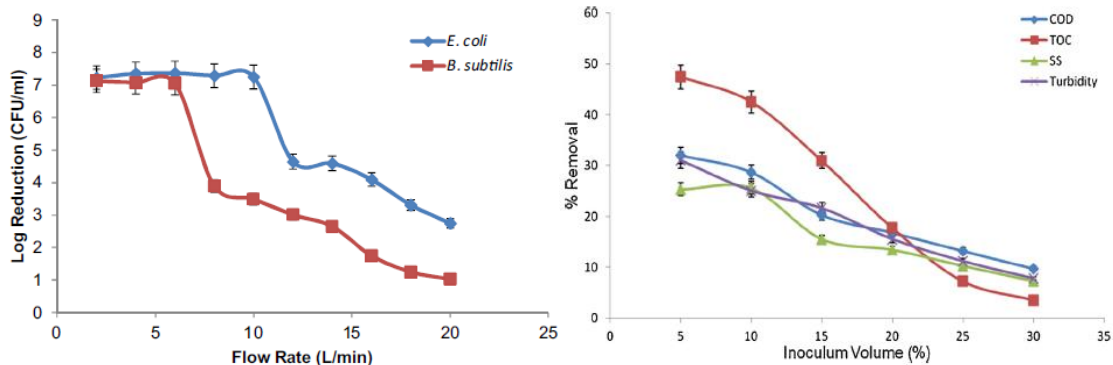 9
8
7
6
5
4
3
2
1
0
Log Reduction (CFU/ml)
0 5 10 15 20 25
Flow Rate (L/min)
E. coli
B. subtilis
60
50
40
30
20
10
0
% Removal
0 5 10 15 20 25 30 35
Inoculum Volume (%)
COD
TOC
SS
Turbidity